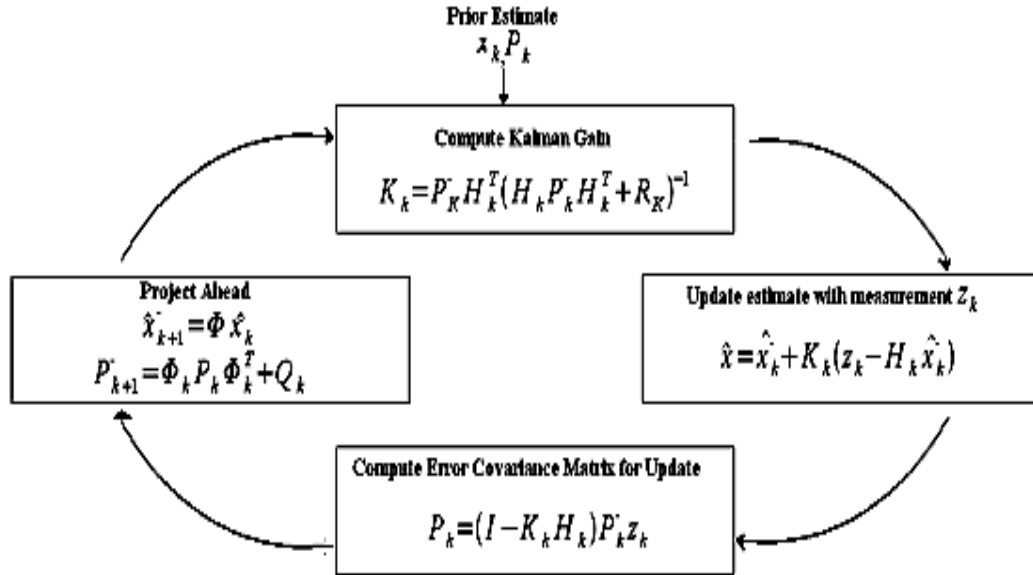 Prior Estimate
x_k, P_k
Compute Kalman Gain
K_k = P^-_K H_k^T (H_k P^-_k H_k^T + R_K)^{-1}
Project Ahead
x̂^-_{k+1} = Φ x̂_k
P^-_{k+1} = Φ_k P_k Φ_k^T + Q_k
Update estimate with measurement Z_k
x̂ = x̂^-_k + K_k (z_k − H_k x̂^-_k)
Compute Error Covariance Matrix for Update
P_k = (I − K_k H_k) P^-_k z_k